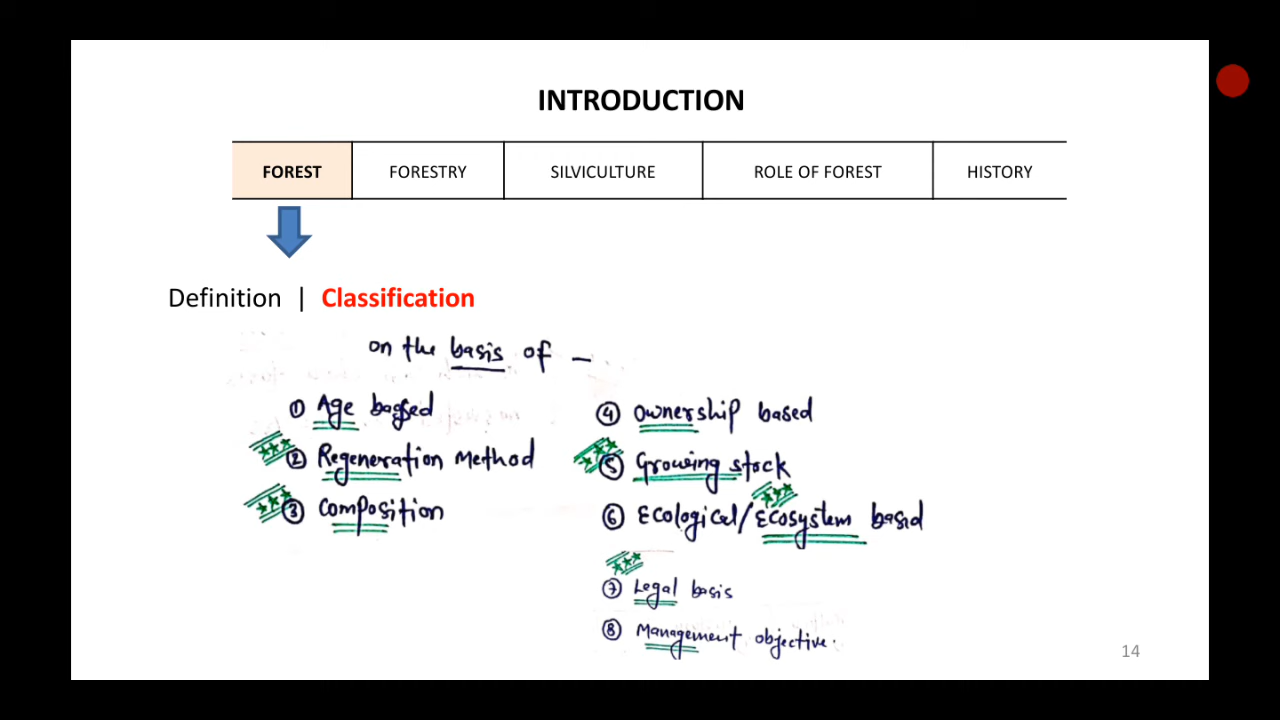 INTRODUCTION
FOREST FORESTRY SILVICULTURE ROLE OF FOREST HISTORY
Definition | Classification
on the basis of —
① Age based
② Regeneration Method
③ Composition
④ Ownership based
⑤ Growing stock
⑥ Ecological/Ecosystem based
⑦ Legal basis
⑧ Management objective.
14